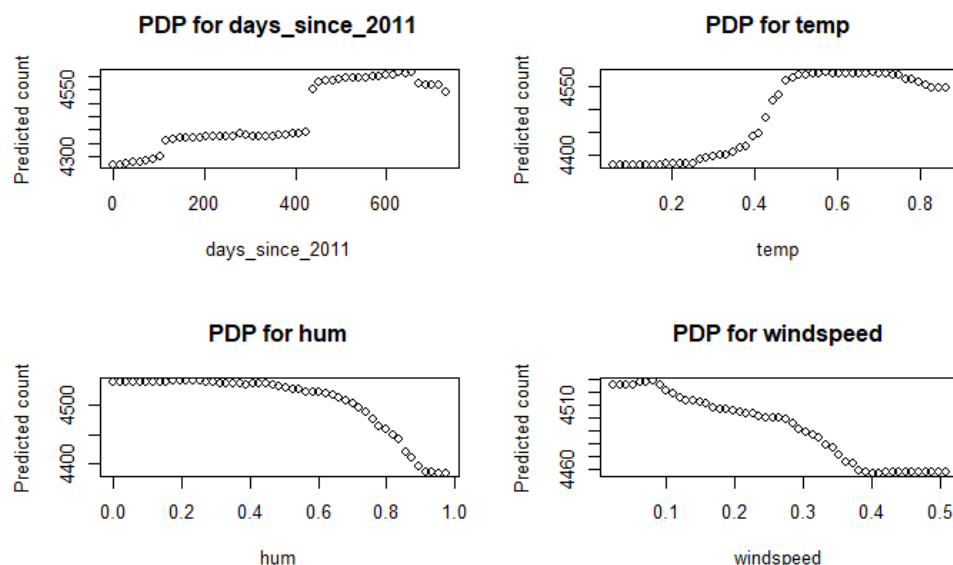 PDP for days_since_2011
Predicted count
4300
4550
0
200
400
600
days_since_2011
PDP for temp
Predicted count
4400
4550
0.2
0.4
0.6
0.8
temp
PDP for hum
Predicted count
4400
4500
0.0
0.2
0.4
0.6
0.8
1.0
hum
PDP for windspeed
Predicted count
4460
4510
0.1
0.2
0.3
0.4
0.5
windspeed